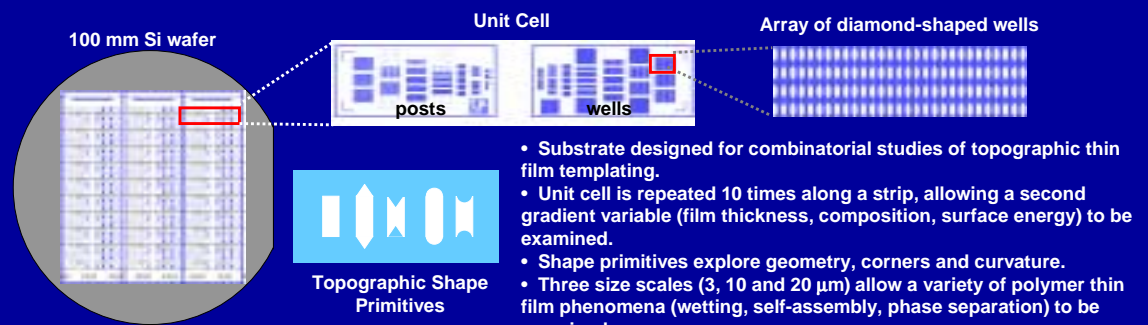 Unit Cell
100 mm Si wafer
Array of diamond-shaped wells
posts
wells
• Substrate designed for combinatorial studies of topographic thin
film templating.
• Unit cell is repeated 10 times along a strip, allowing a second
gradient variable (film thickness, composition, surface energy) to be
examined.
• Shape primitives explore geometry, corners and curvature.
• Three size scales (3, 10 and 20 µm) allow a variety of polymer thin
film phenomena (wetting, self-assembly, phase separation) to be
Topographic Shape
Primitives